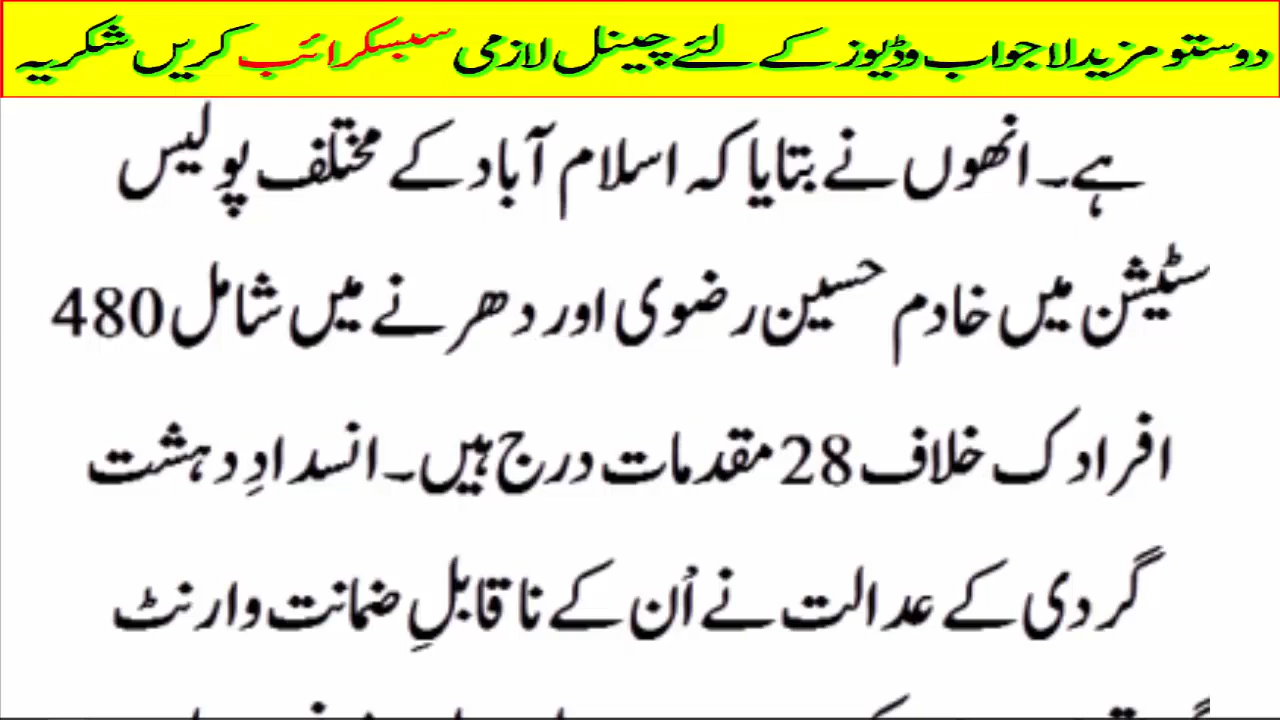 دوستو مزید لاجواب وڈیوز کے لئے چینل لازمی سبسکرائب کریں شکریہ
ہے۔ انھوں نے بتایا کہ اسلام آباد کے مختلف پولیس
سٹیشن میں خادم حسین رضوی اور دھرنے میں شامل 480
افراد ک خلاف 28 مقدمات درج ہیں۔ انسدادِ دہشت
گردی کے عدالت نے اُن کے نا قابلِ ضمانت وارنٹ